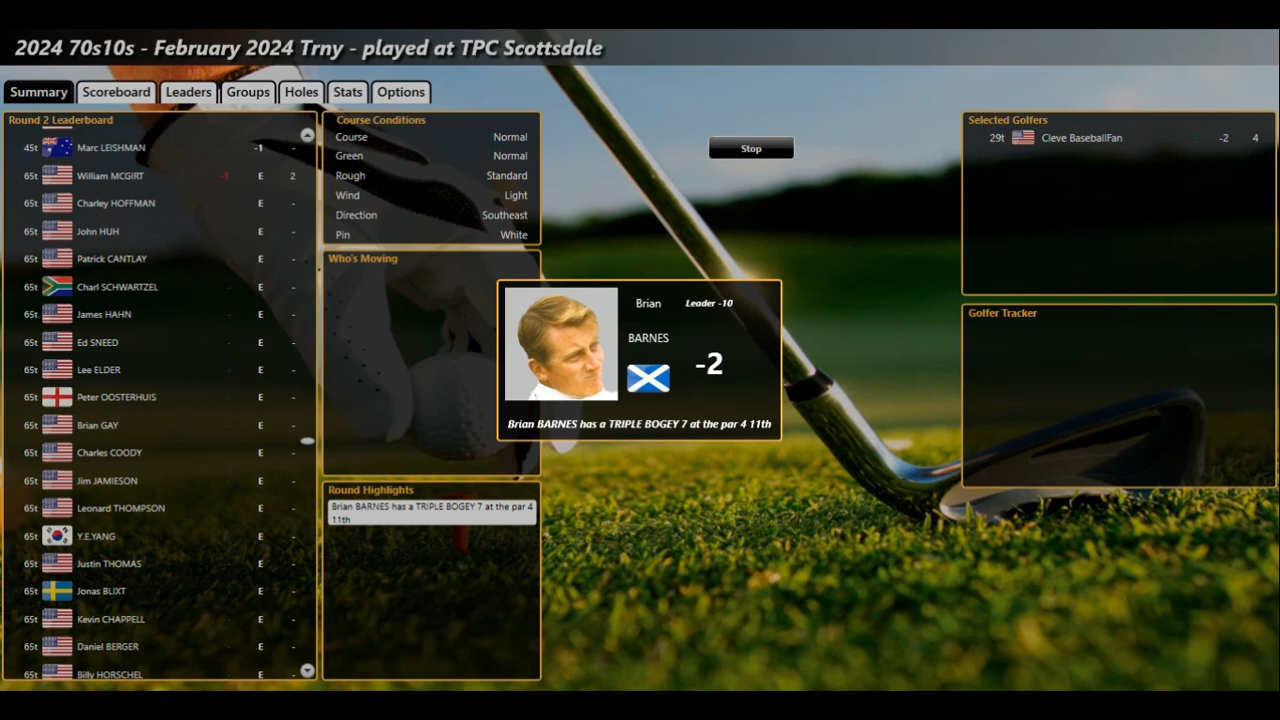 2024 70s10s - February 2024 Trny - played at TPC Scottsdale
Summary Scoreboard Leaders Groups Holes Stats Options
Round 2 Leaderboard
45t Marc LEISHMAN -1 -
65t William MCGIRT -1 E 2
65t Charley HOFFMAN - E -
65t John HUH - E -
65t Patrick CANTLAY - E -
65t Charl SCHWARTZEL - E -
65t James HAHN - E -
65t Ed SNEED - E -
65t Lee ELDER - E -
65t Peter OOSTERHUIS - E -
65t Brian GAY - E -
65t Charles COODY - E -
65t Jim JAMIESON - E -
65t Leonard THOMPSON - E -
65t Y.E.YANG - E -
65t Justin THOMAS - E -
65t Jonas BLIXT - E -
65t Kevin CHAPPELL - E -
65t Daniel BERGER - E -
65t Billy HORSCHEL - E -
Course Conditions
Course Normal
Green Normal
Rough Standard
Wind Light
Direction Southeast
Pin White
Who's Moving
Round Highlights
Brian BARNES has a TRIPLE BOGEY 7 at the par 4
11th
Stop
Brian Leader -10
BARNES
-2
Brian BARNES has a TRIPLE BOGEY 7 at the par 4 11th
Selected Golfers
29t Cleve BaseballFan -2 4
Golfer Tracker